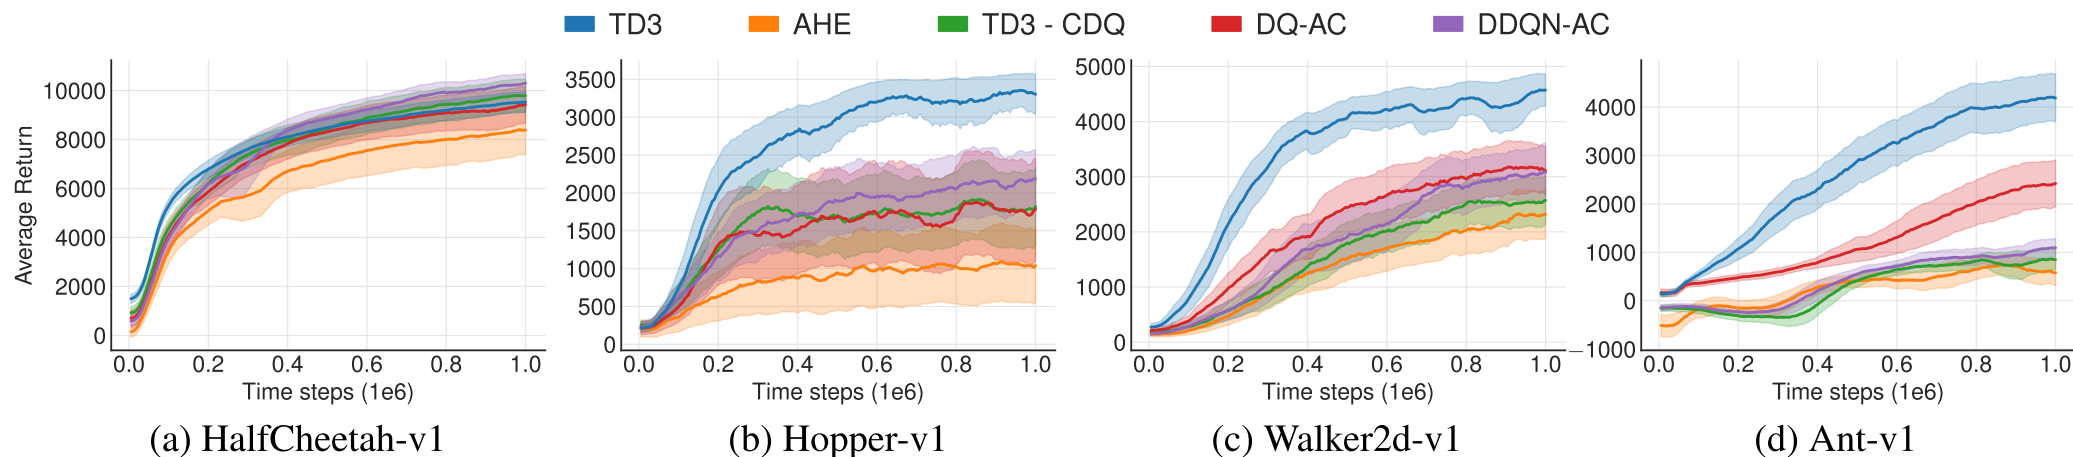 TD3 AHE TD3 - CDQ DQ-AC DDQN-AC
Average Return
10000
8000
6000
4000
2000
0
0.0 0.2 0.4 0.6 0.8 1.0
Time steps (1e6)
(a) HalfCheetah-v1
3500
3000
2500
2000
1500
1000
500
0
0.0 0.2 0.4 0.6 0.8 1.0
Time steps (1e6)
(b) Hopper-v1
5000
4000
3000
2000
1000
0
0.0 0.2 0.4 0.6 0.8 1.0
Time steps (1e6)
(c) Walker2d-v1
4000
3000
2000
1000
0
−1000
0.0 0.2 0.4 0.6 0.8 1.0
Time steps (1e6)
(d) Ant-v1